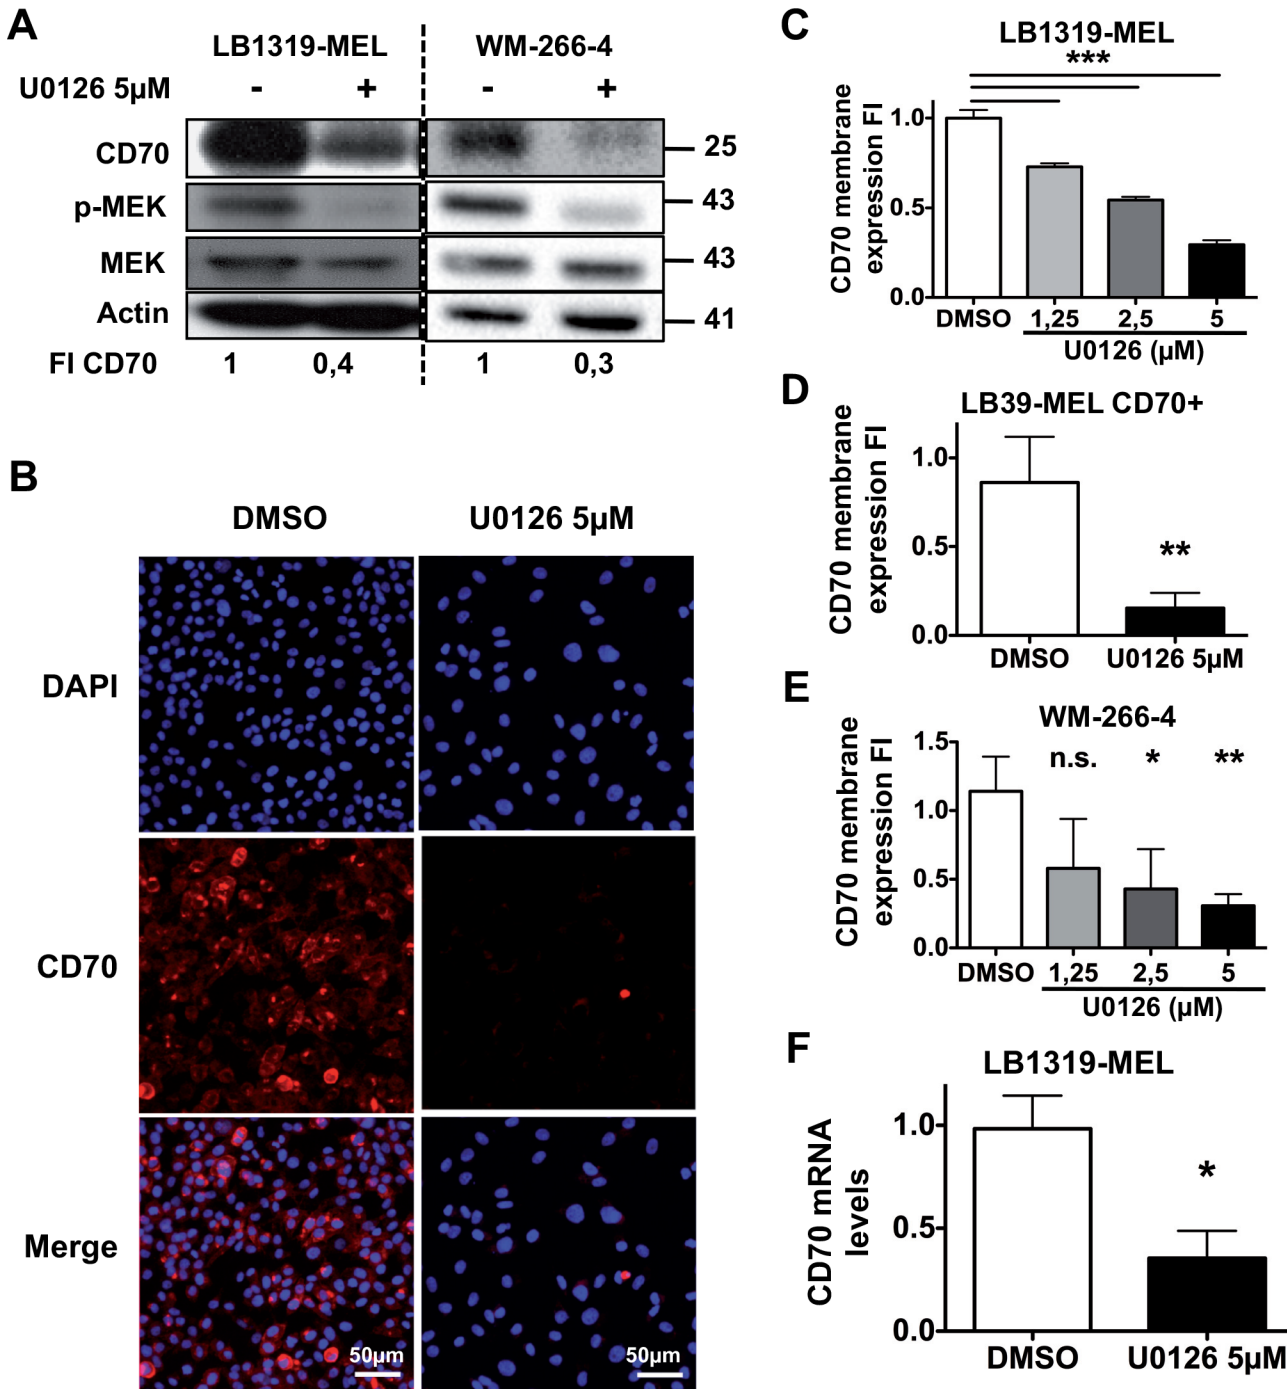 A
LB1319-MEL WM-266-4
U0126 5µM - + - +
CD70 25
p-MEK 43
MEK 43
Actin 41
FI CD70 1 0,4 1 0,3
B
DMSO U0126 5µM
DAPI
CD70
Merge
50µm 50µm
C
LB1319-MEL
***
CD70 membrane
expression FI
1.0
0.5
0.0
DMSO 1,25 2,5 5
U0126 (µM)
D
LB39-MEL CD70+
CD70 membrane
expression FI
1.0
0.5
0.0
**
DMSO U0126 5µM
E
WM-266-4
CD70 membrane
expression FI
1.5
1.0
0.5
0.0
n.s. * **
DMSO 1,25 2,5 5
U0126 (µM)
F
LB1319-MEL
CD70 mRNA
levels
1.0
0.5
0.0
*
DMSO U0126 5µM